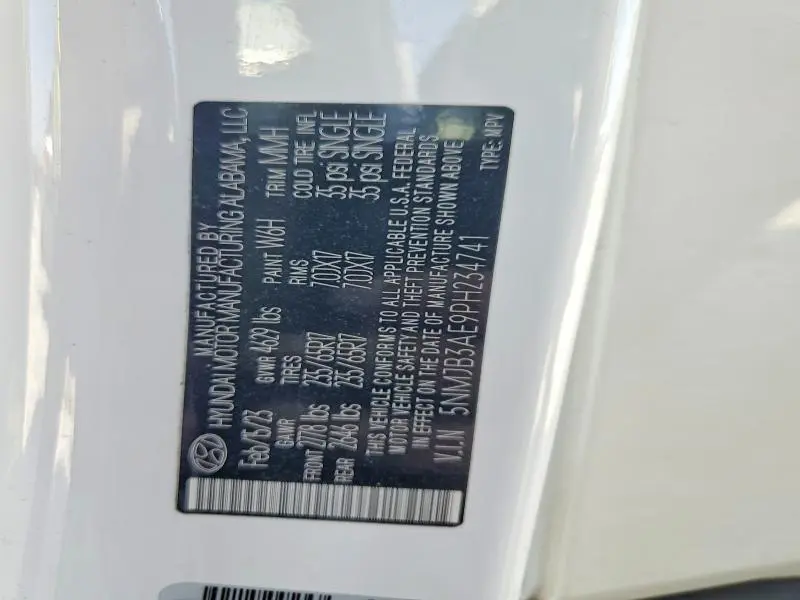 MANUFACTURED BY
HYUNDAI MOTOR MANUFACTURING ALABAMA, LLC
Feb/15/23 GVWR 4629 lbs PAINT W6H TRIM MMH
GAWR TIRES RIMS COLD TIRE INFL
FRONT 2778 lbs 235/65R17 7.0JX17 35 psi SINGLE
REAR 2646 lbs 235/65R17 7.0JX17 35 psi SINGLE
THIS VEHICLE CONFORMS TO ALL APPLICABLE U.S.A. FEDERAL
MOTOR VEHICLE SAFETY AND THEFT PREVENTION STANDARDS
IN EFFECT ON THE DATE OF MANUFACTURE SHOWN ABOVE
V.I.N 5NMJB3AE9PH234741 TYPE: MPV